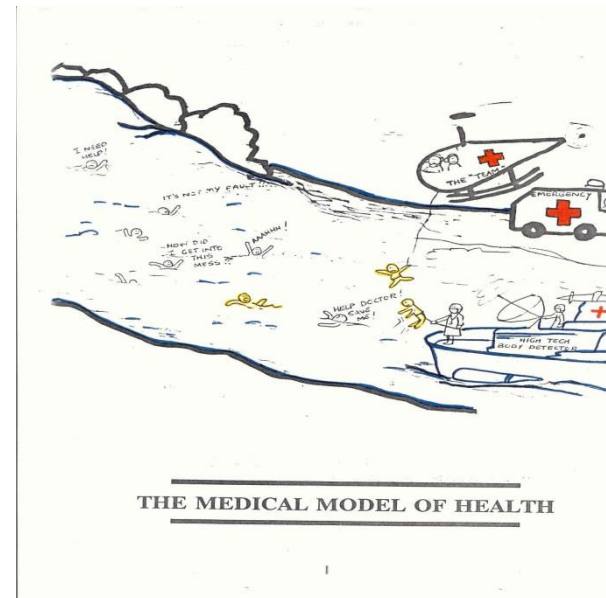 I NEED
HELP!
IT'S NOT MY FAULT!!!
HOW DID
I GET INTO
THIS
MESS??
AAAHHH!
THE "TEAM"
EMERGENCY
HELP DOCTOR!
SAVE
ME!
HIGH TECH
BODY DETECTOR
THE MEDICAL MODEL OF HEALTH
1